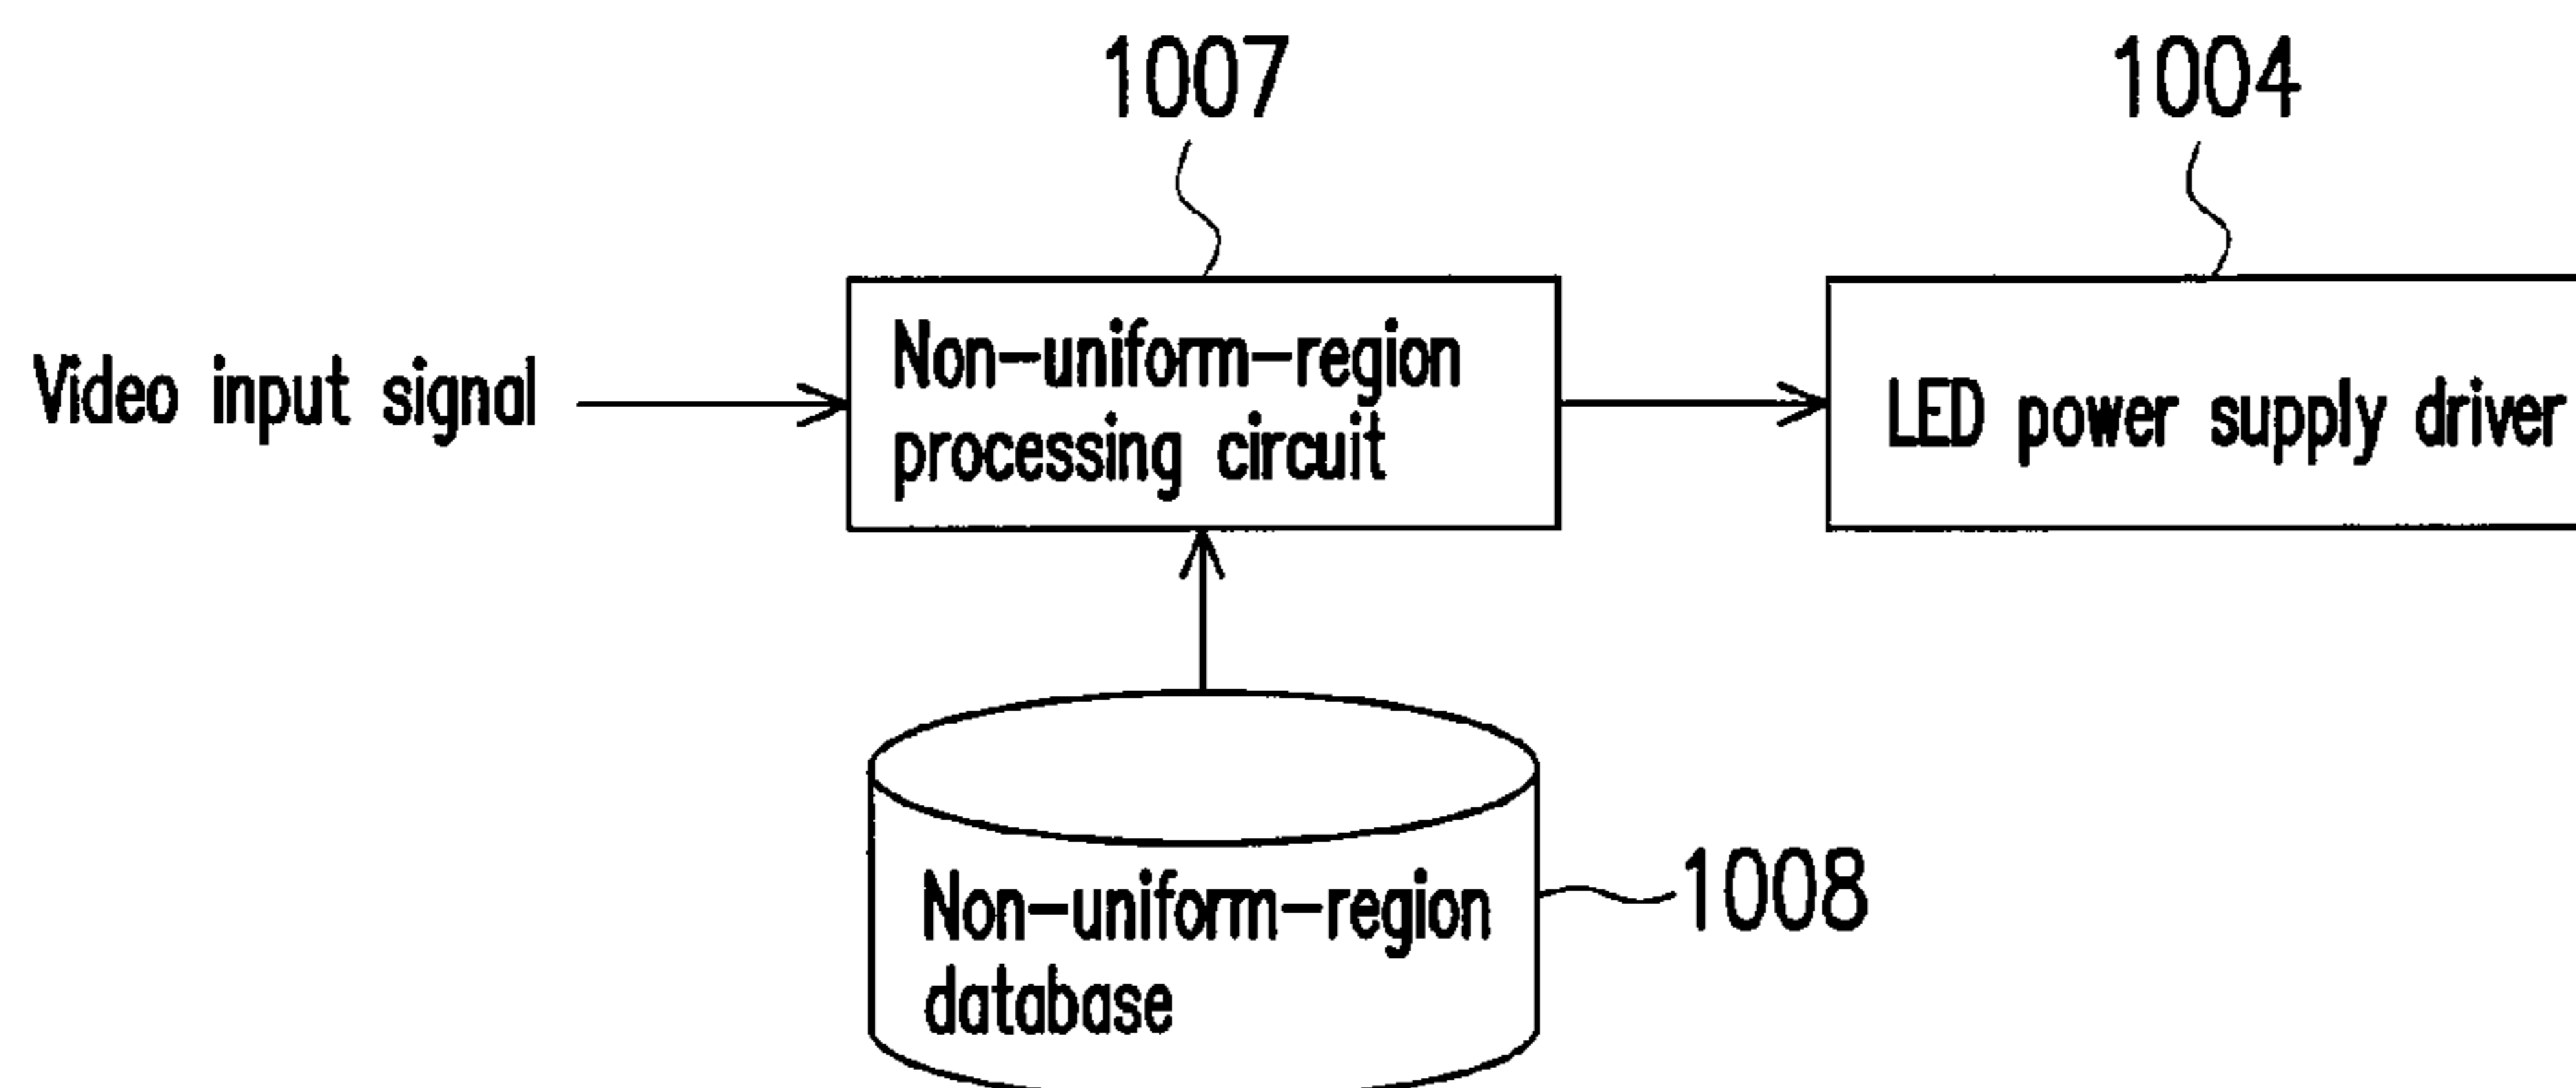 1007
1004
Video input signal
Non-uniform-region
processing circuit
LED power supply driver
Non-uniform-region
database
1008